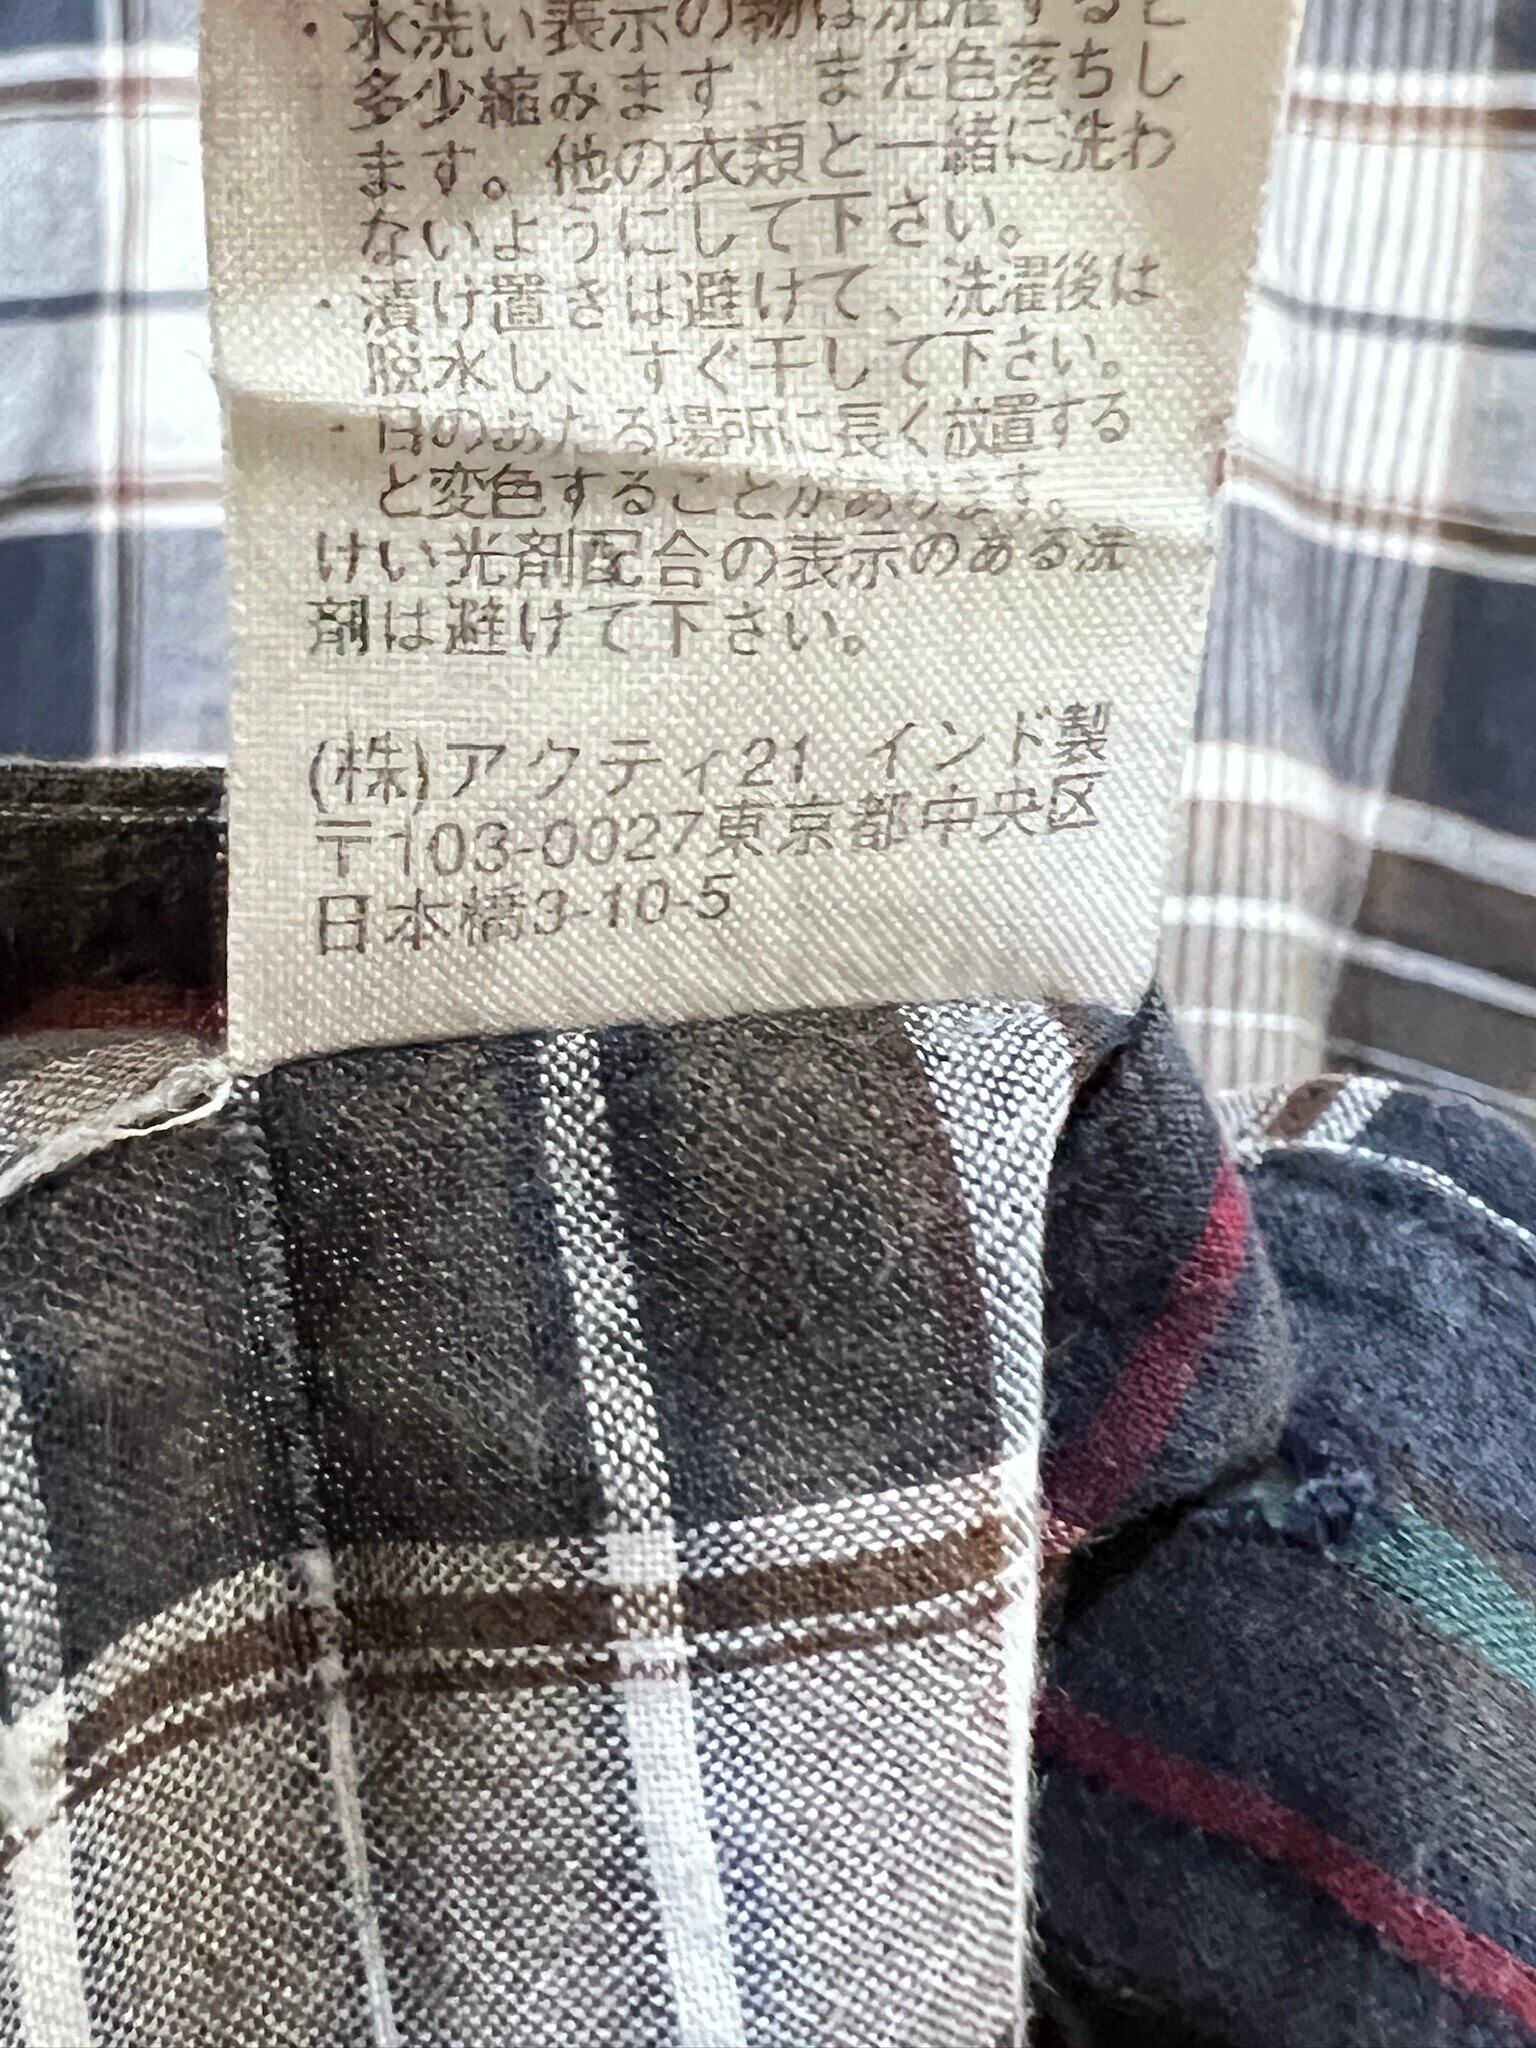 ・水洗い表示の物は洗濯すると
多少縮みます、また色落ちし
ます。他の衣類と一緒に洗わ
ないようにして下さい。
・漬け置きは避けて、洗濯後は
脱水し、すぐ干して下さい。
・日のあたる場所に長く放置する
と変色することがあります。
けい光剤配合の表示のある洗
剤は避けて下さい。
(株)アクティ21 インド製
〒103-0027東京都中央区
日本橋3-10-5